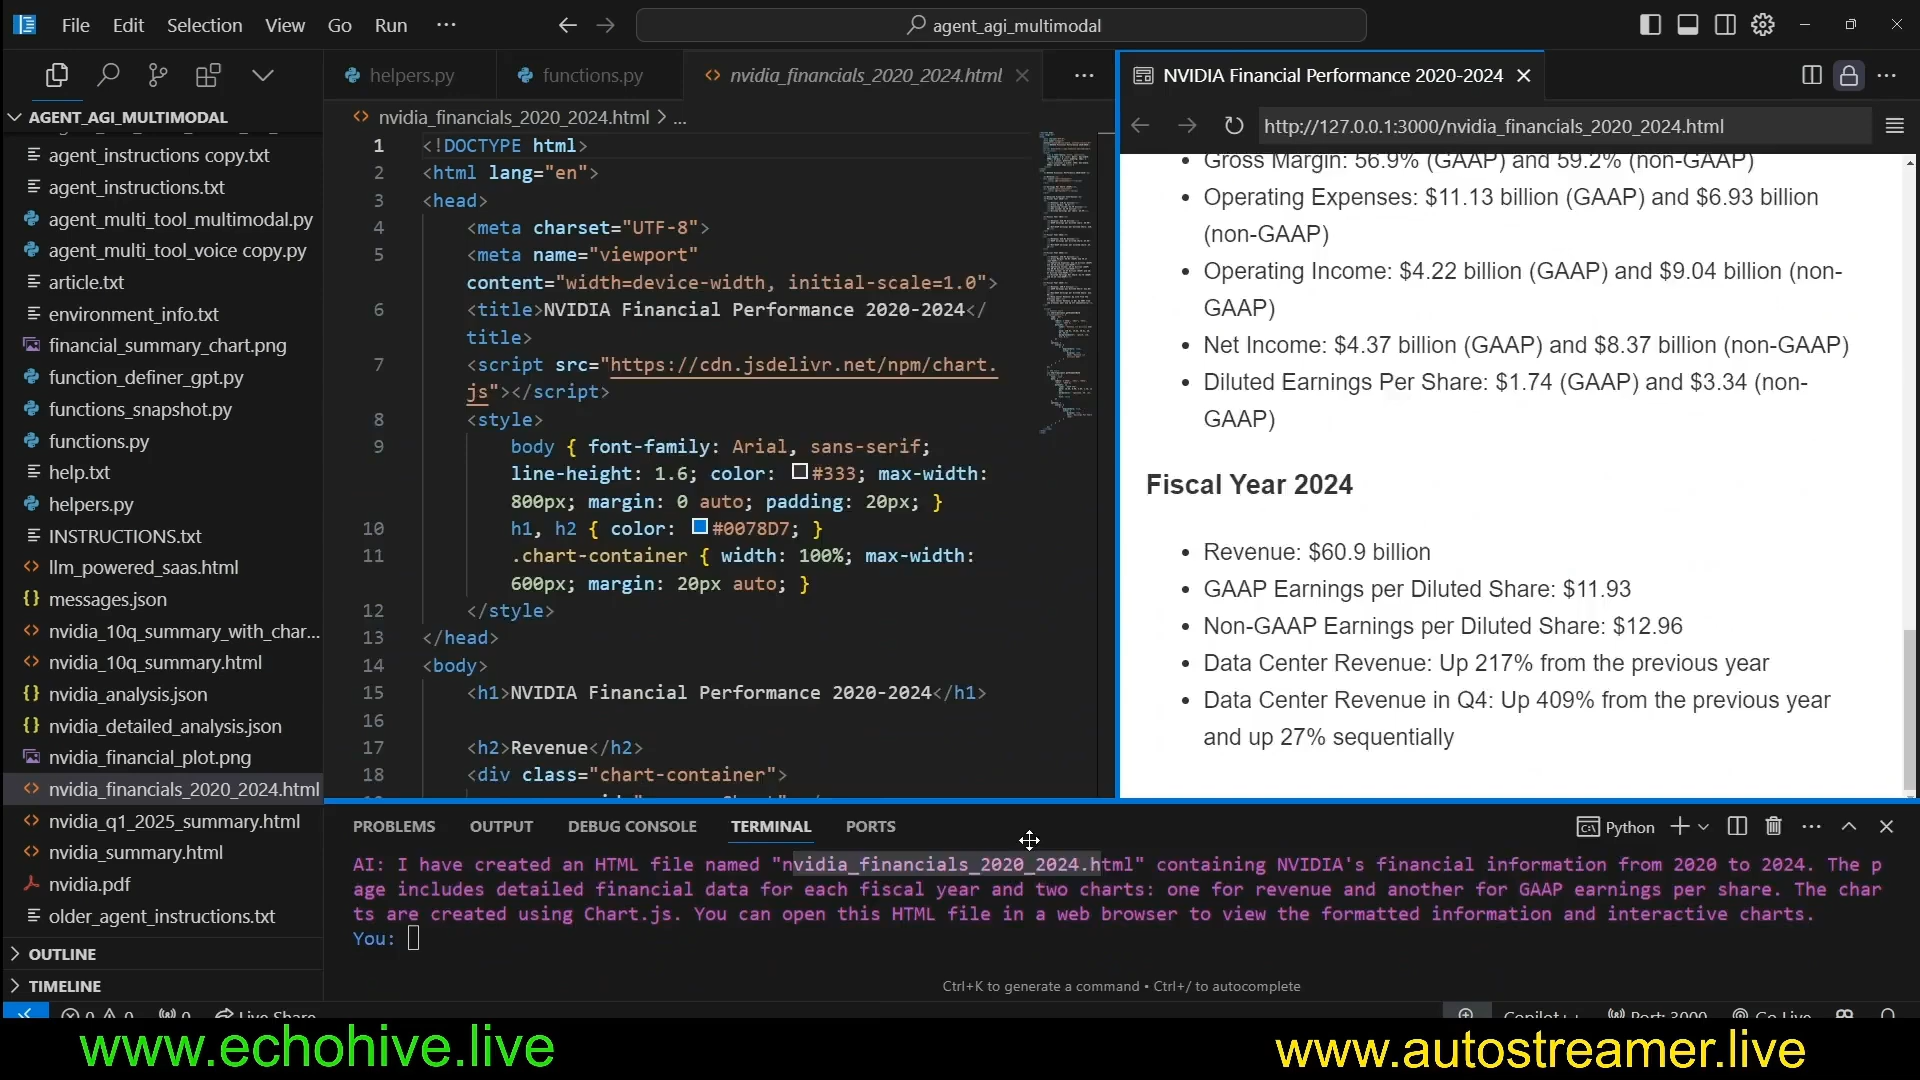 File Edit Selection View Go Run ···
agent_agi_multimodal
AGENT_AGI_MULTIMODAL
agent_instructions copy.txt
agent_instructions.txt
agent_multi_tool_multimodal.py
agent_multi_tool_voice copy.py
article.txt
environment_info.txt
financial_summary_chart.png
function_definer_gpt.py
functions_snapshot.py
functions.py
help.txt
helpers.py
INSTRUCTIONS.txt
llm_powered_saas.html
messages.json
nvidia_10q_summary_with_char...
nvidia_10q_summary.html
nvidia_analysis.json
nvidia_detailed_analysis.json
nvidia_financial_plot.png
nvidia_financials_2020_2024.html
nvidia_q1_2025_summary.html
nvidia_summary.html
nvidia.pdf
older_agent_instructions.txt
OUTLINE
TIMELINE
helpers.py functions.py nvidia_financials_2020_2024.html
nvidia_financials_2020_2024.html > ...
1 <!DOCTYPE html>
2 <html lang="en">
3 <head>
4 <meta charset="UTF-8">
5 <meta name="viewport"
content="width=device-width, initial-scale=1.0">
6 <title>NVIDIA Financial Performance 2020-2024</
title>
7 <script src="https://cdn.jsdelivr.net/npm/chart.
js"></script>
8 <style>
9 body { font-family: Arial, sans-serif;
line-height: 1.6; color: #333; max-width:
800px; margin: 0 auto; padding: 20px; }
10 h1, h2 { color: #0078D7; }
11 .chart-container { width: 100%; max-width:
600px; margin: 20px auto; }
12 </style>
13 </head>
14 <body>
15 <h1>NVIDIA Financial Performance 2020-2024</h1>
16
17 <h2>Revenue</h2>
18 <div class="chart-container">
NVIDIA Financial Performance 2020-2024
http://127.0.0.1:3000/nvidia_financials_2020_2024.html
• Gross Margin: 56.9% (GAAP) and 59.2% (non-GAAP)
• Operating Expenses: $11.13 billion (GAAP) and $6.93 billion
(non-GAAP)
• Operating Income: $4.22 billion (GAAP) and $9.04 billion (non-
GAAP)
• Net Income: $4.37 billion (GAAP) and $8.37 billion (non-GAAP)
• Diluted Earnings Per Share: $1.74 (GAAP) and $3.34 (non-
GAAP)
Fiscal Year 2024
• Revenue: $60.9 billion
• GAAP Earnings per Diluted Share: $11.93
• Non-GAAP Earnings per Diluted Share: $12.96
• Data Center Revenue: Up 217% from the previous year
• Data Center Revenue in Q4: Up 409% from the previous year
and up 27% sequentially
PROBLEMS OUTPUT DEBUG CONSOLE TERMINAL PORTS
Python
AI: I have created an HTML file named "nvidia_financials_2020_2024.html" containing NVIDIA's financial information from 2020 to 2024. The p
age includes detailed financial data for each fiscal year and two charts: one for revenue and another for GAAP earnings per share. The char
ts are created using Chart.js. You can open this HTML file in a web browser to view the formatted information and interactive charts.
You:
Ctrl+K to generate a command • Ctrl+/ to autocomplete
0 0 0 Live Share Copilot++ Port: 3000 Go Live
www.echohive.live
www.autostreamer.live